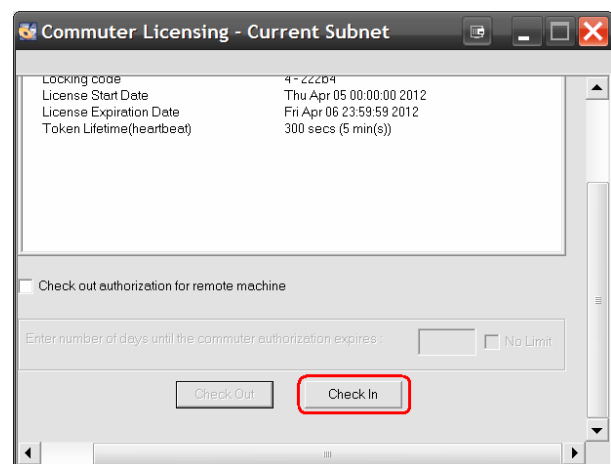 Commuter Licensing - Current Subnet
Locking code 4 - 222b4
License Start Date Thu Apr 05 00:00:00 2012
License Expiration Date Fri Apr 06 23:59:59 2012
Token Lifetime(heartbeat) 300 secs (5 min(s))
Check out authorization for remote machine
Enter number of days until the commuter authorization expires : No Limit
Check Out Check In